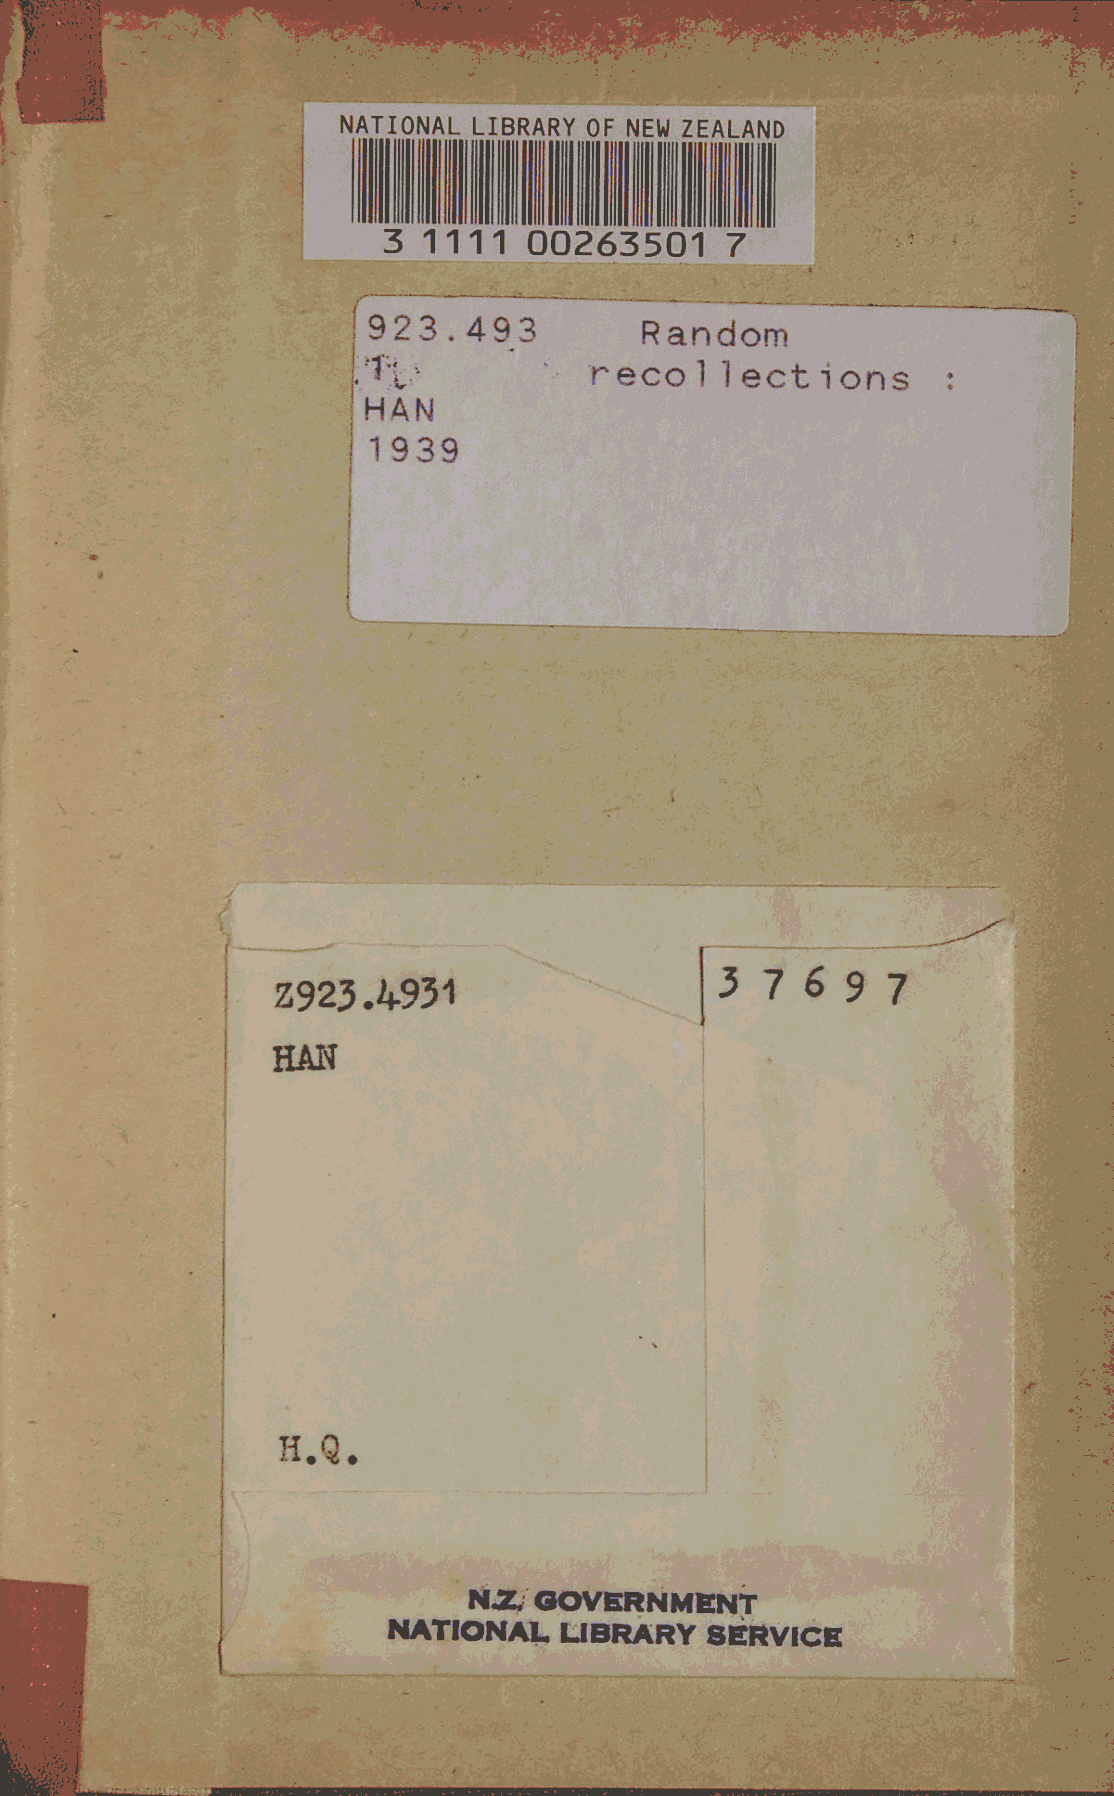 NATIONAL LIBRARY OF NEW ZEALAND
3 1111 00263501 7
923.493 Random
1 recollections :
HAN
1939
Z923.4931
37697
HAN
H.Q.
N.Z. GOVERNMENT
NATIONAL LIBRARY SERVICE